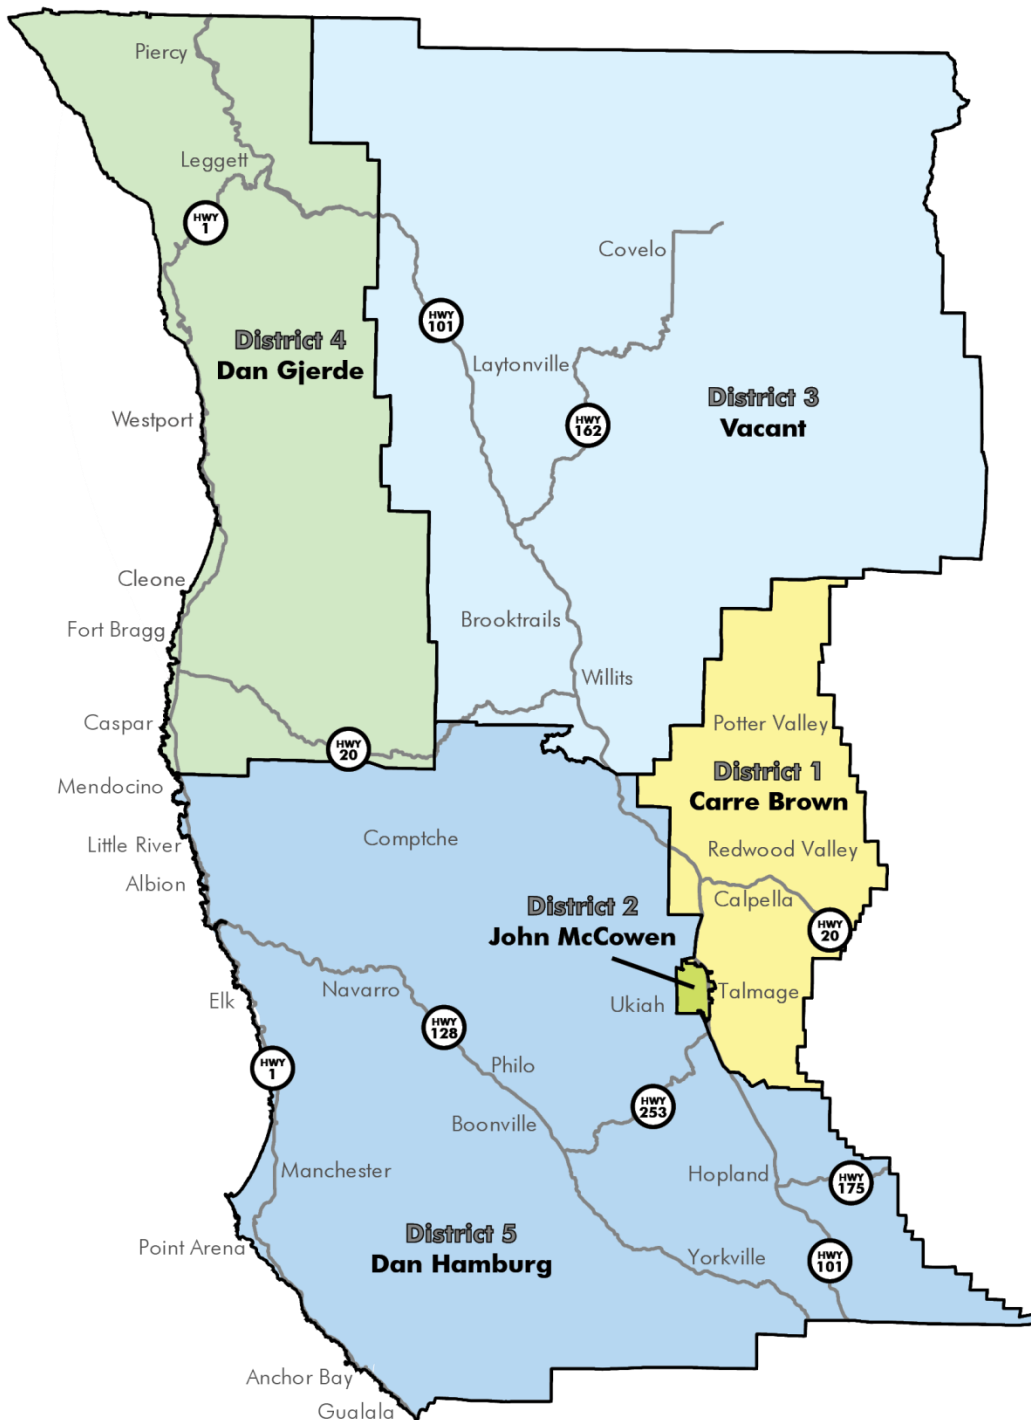 Piercy
Leggett
HWY
1
Covelo
HWY
101
District 4
Dan Gjerde
Laytonville
District 3
Vacant
Westport
HWY
162
Cleone
Fort Bragg
Brooktrails
Willits
Caspar
HWY
20
Potter Valley
District 1
Carre Brown
Mendocino
Little River
Comptche
Redwood Valley
Albion
Calpella
District 2
John McCowen
HWY
20
Elk
Navarro
Ukiah
Talmage
HWY
128
HWY
1
Philo
HWY
253
Boonville
Manchester
Hopland
HWY
175
District 5
Dan Hamburg
Point Arena
Yorkville
HWY
101
Anchor Bay
Gualala